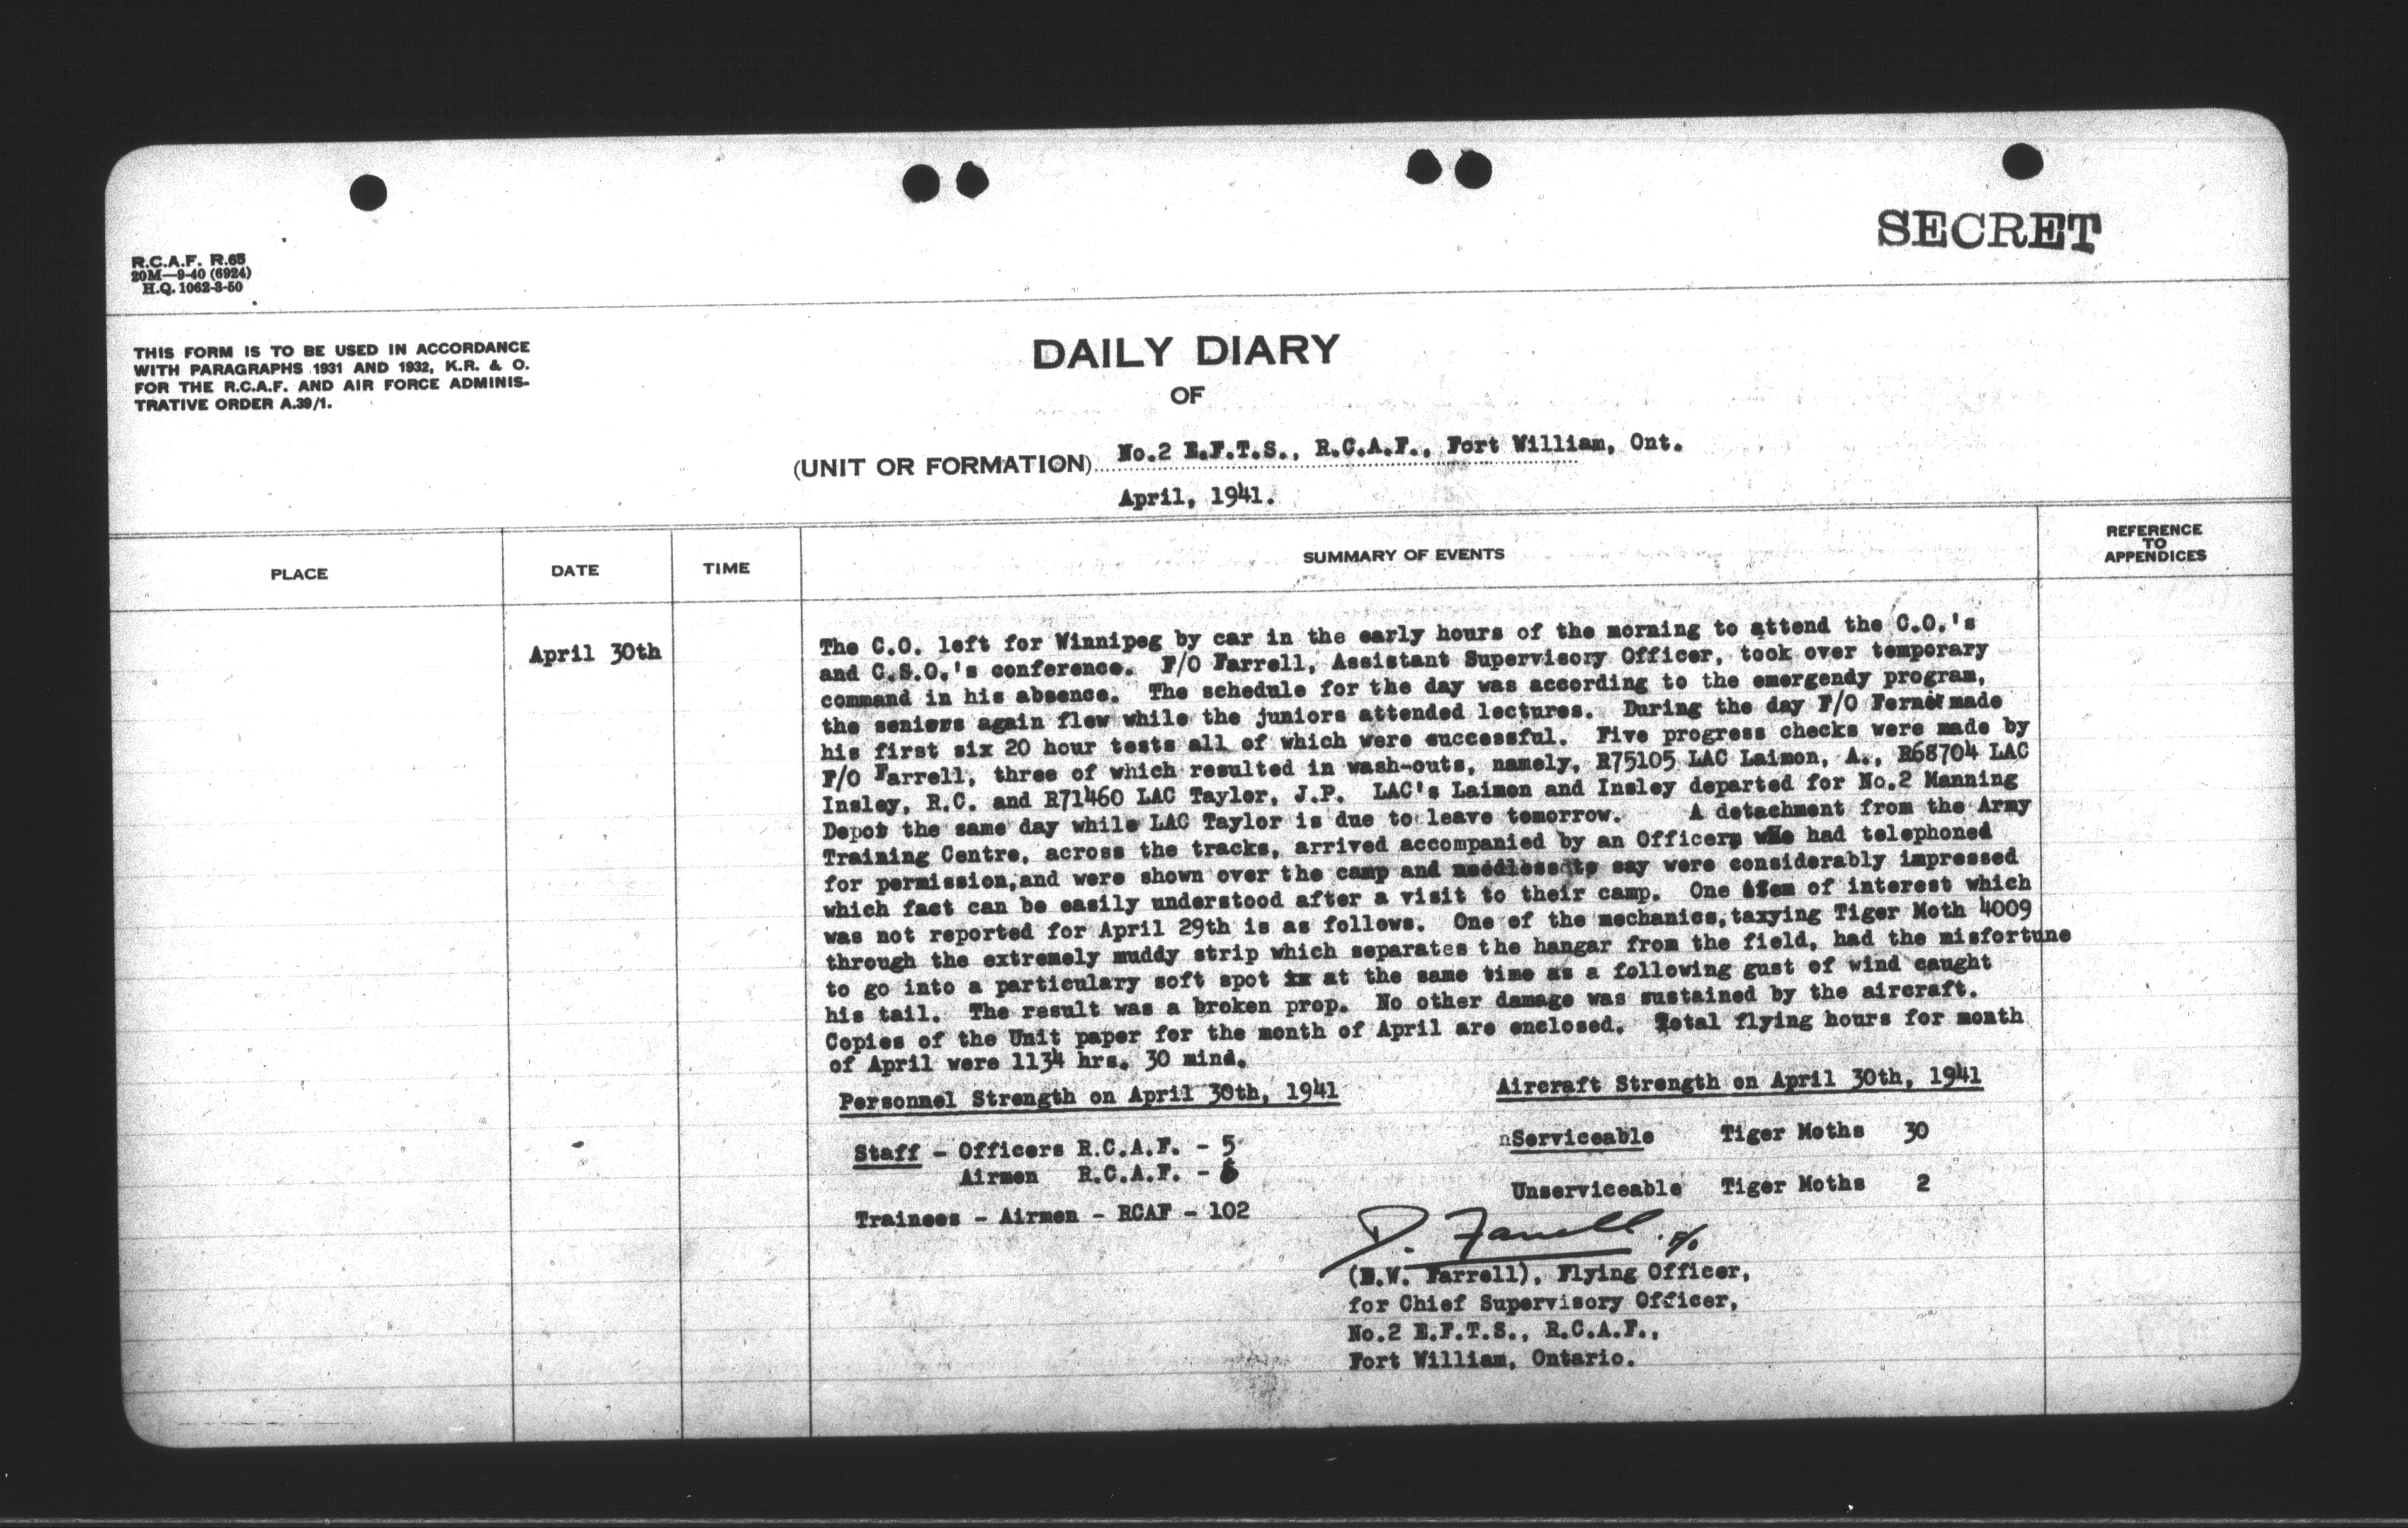 SECRET
R.C.A.F. R.65
20M—9-40 (6924)
H.Q. 1062-3-50
THIS FORM IS TO BE USED IN ACCORDANCE
WITH PARAGRAPHS 1931 AND 1932, K.R. & O.
FOR THE R.C.A.F. AND AIR FORCE ADMINIS-
TRATIVE ORDER A.39/1.
DAILY DIARY
OF
(UNIT OR FORMATION) No.2 E.F.T.S., R.C.A.F., Fort William, Ont.
April, 1941.
PLACE DATE TIME SUMMARY OF EVENTS REFERENCE TO APPENDICES
April 30th
The C.O. left for Winnipeg by car in the early hours of the morning to attend the C.O.'s
and C.S.O.'s conference. F/O Farrell, Assistant Supervisory Officer, took over temporary
command in his absence. The schedule for the day was according to the emergendy program,
the seniors again flew while the juniors attended lectures. During the day F/O Ferner made
his first six 20 hour tests all of which were successful. Five progress checks were made by
F/O Farrell, three of which resulted in wash-outs, namely, R75105 LAC Laimon, A., R68704 LAC
Insley, R.C. and R71460 LAC Taylor, J.P. LAC's Laimon and Insley departed for No.2 Manning
Depot the same day while LAC Taylor is due to leave tomorrow. A detachment from the Army
Training Centre, across the tracks, arrived accompanied by an Officer who had telephoned
for permission, and were shown over the camp and needless to say were considerably impressed
which fact can be easily understood after a visit to their camp. One item of interest which
was not reported for April 29th is as follows. One of the mechanics, taxying Tiger Moth 4009
through the extremely muddy strip which separates the hangar from the field, had the misfortune
to go into a particulary soft spot at the same time as a following gust of wind caught
his tail. The result was a broken prop. No other damage was sustained by the aircraft.
Copies of the Unit paper for the month of April are enclosed. Total flying hours for month
of April were 1134 hrs. 30 mind.
Personnel Strength on April 30th, 1941 Aircraft Strength on April 30th, 1941
Staff - Officers R.C.A.F. - 5 nServiceable Tiger Moths 30
Airmen R.C.A.F. - 6
Unserviceable Tiger Moths 2
Trainees - Airmen - RCAF - 102
D. Farrell. F/O
(D.W. Farrell), Flying Officer,
for Chief Supervisory Officer,
No.2 E.F.T.S., R.C.A.F.,
Fort William, Ontario.